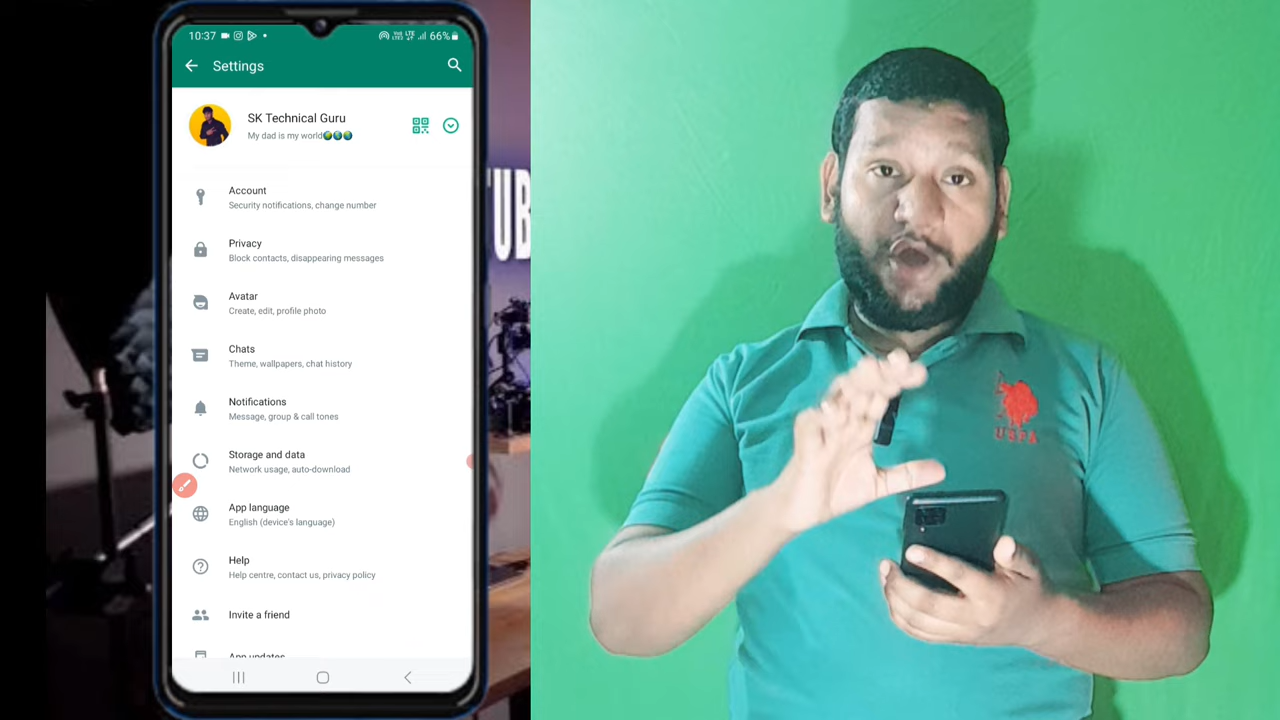 10:37
66%
Settings
SK Technical Guru
My dad is my world
Account
Security notifications, change number
Privacy
Block contacts, disappearing messages
Avatar
Create, edit, profile photo
Chats
Theme, wallpapers, chat history
Notifications
Message, group & call tones
Storage and data
Network usage, auto-download
App language
English (device's language)
Help
Help centre, contact us, privacy policy
Invite a friend
App updates
TUB
USPA